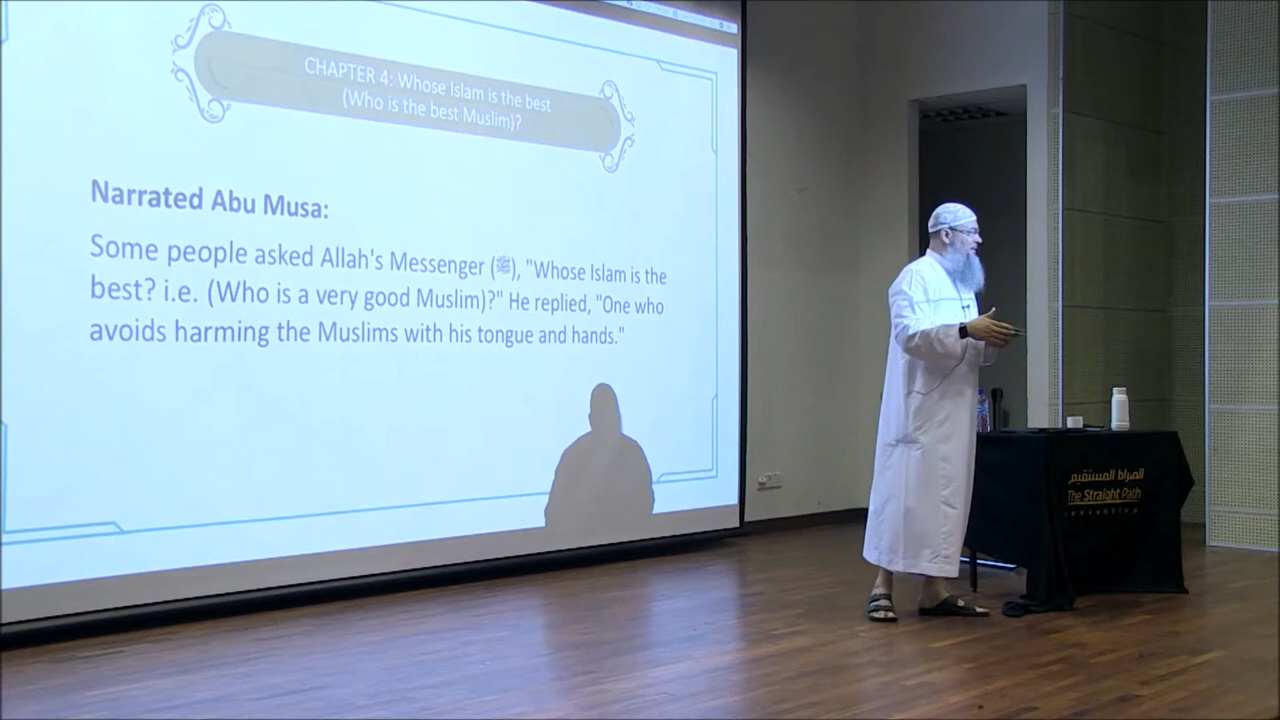 CHAPTER 4: Whose Islam is the best
(Who is the best Muslim)?
Narrated Abu Musa:
Some people asked Allah's Messenger (ﷺ), "Whose Islam is the
best? i.e. (Who is a very good Muslim)?" He replied, "One who
avoids harming the Muslims with his tongue and hands."
الصراط المستقيم
The Straight Path